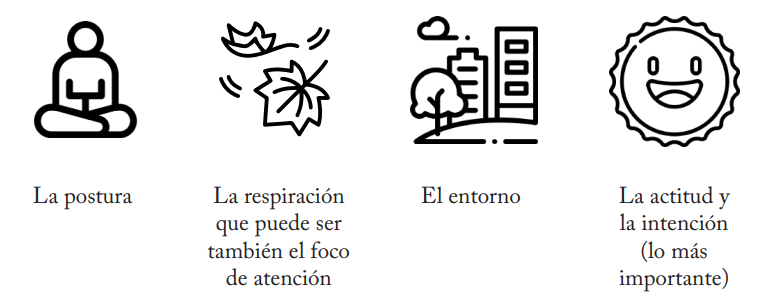 La postura
La respiración
que puede ser
también el foco
de atención
El entorno
La actitud y
la intención
(lo más
importante)